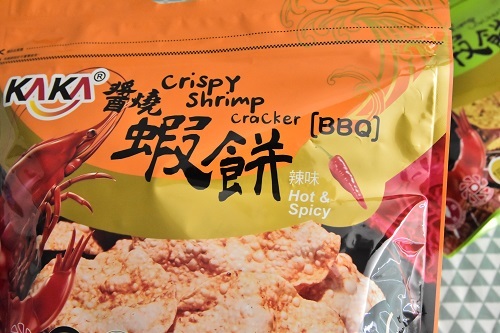 KAKA®
醬燒
Crispy
Shrimp
Cracker [BBQ]
蝦餅
辣味
Hot &
Spicy